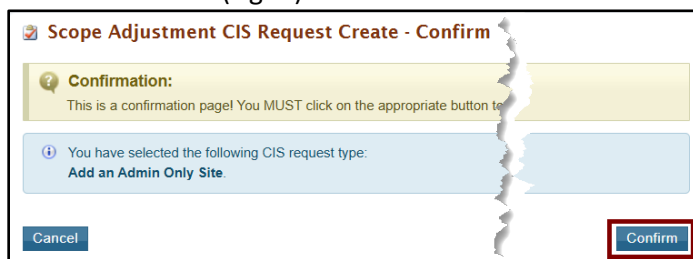 Scope Adjustment CIS Request Create - Confirm
Confirmation:
This is a confirmation page! You MUST click on the appropriate button
You have selected the following CIS request type:
Add an Admin Only Site.
Cancel
Confirm